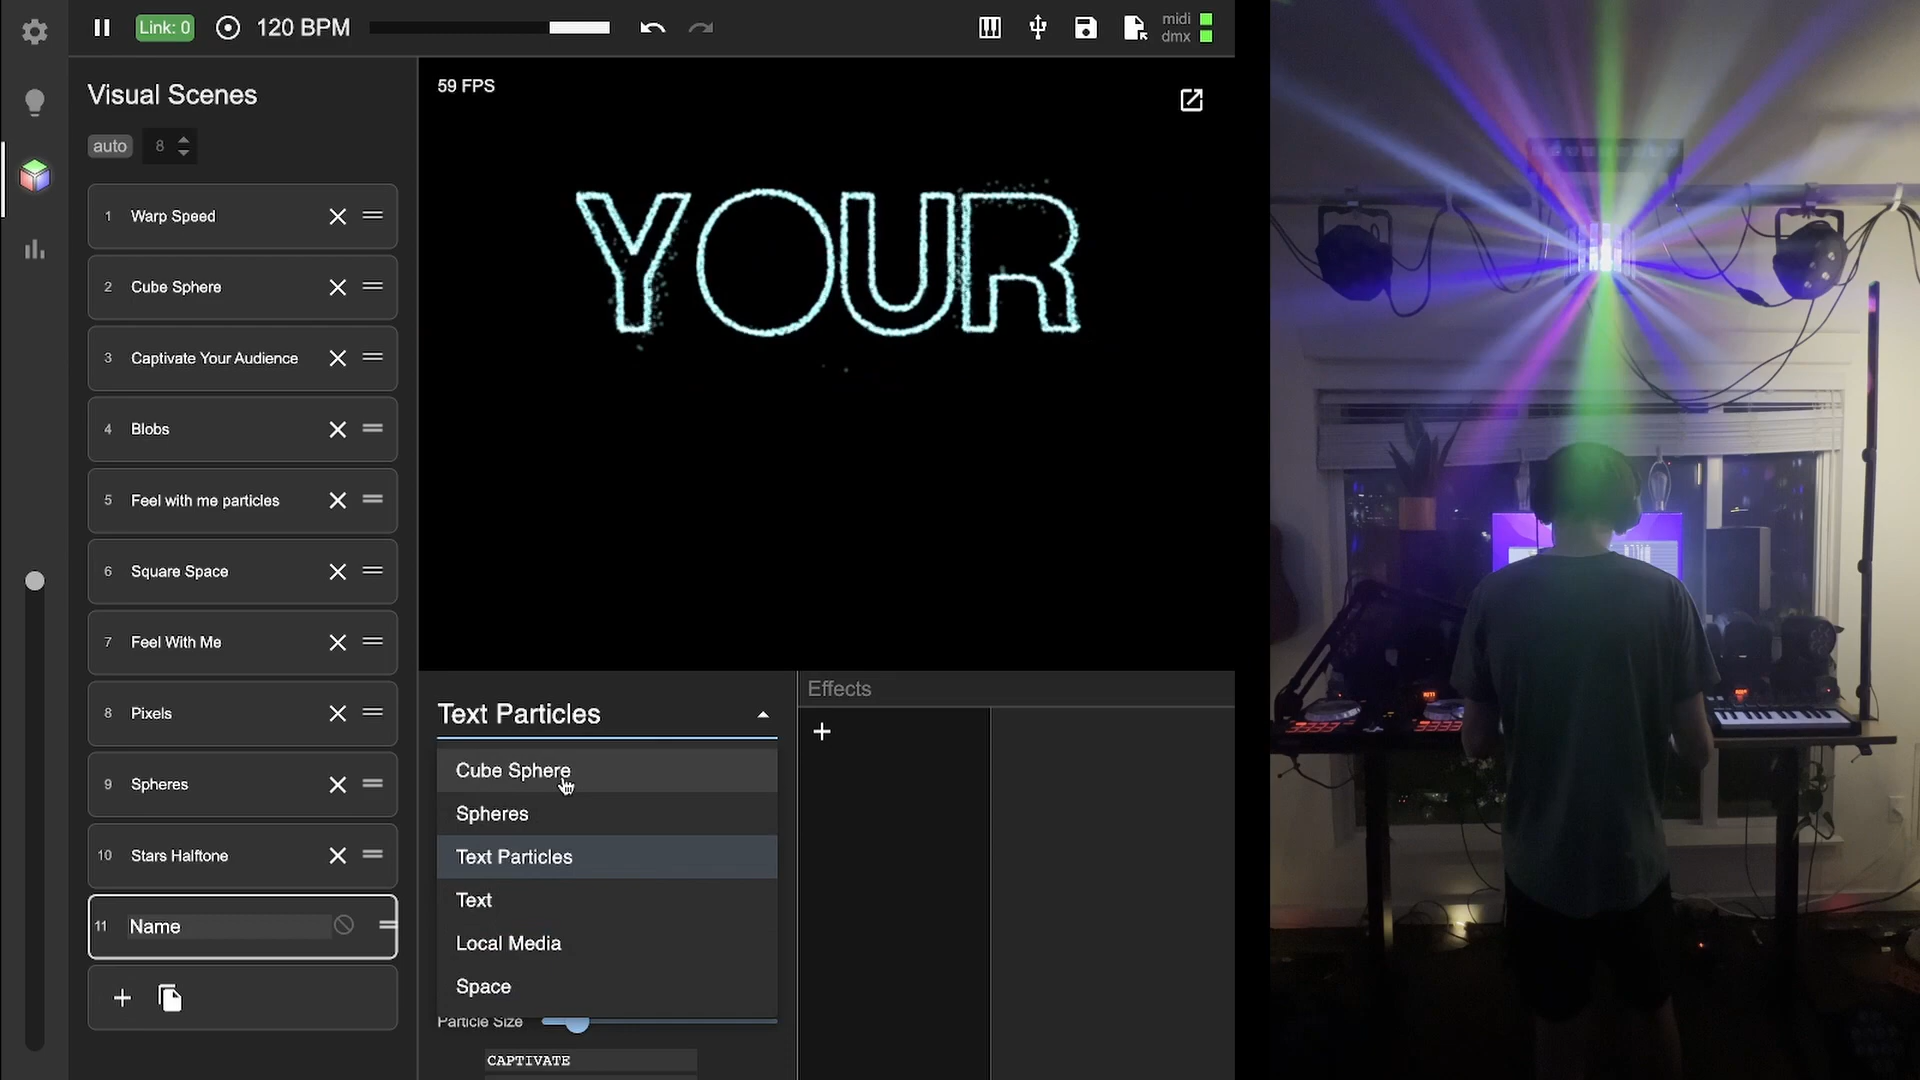 Link: 0
120 BPM
midi
dmx
Visual Scenes
auto
8
1 Warp Speed
2 Cube Sphere
3 Captivate Your Audience
4 Blobs
5 Feel with me particles
6 Square Space
7 Feel With Me
8 Pixels
9 Spheres
10 Stars Halftone
11 Name
59 FPS
YOUR
Text Particles
Cube Sphere
Spheres
Text Particles
Text
Local Media
Space
Particle Size
CAPTIVATE
Effects